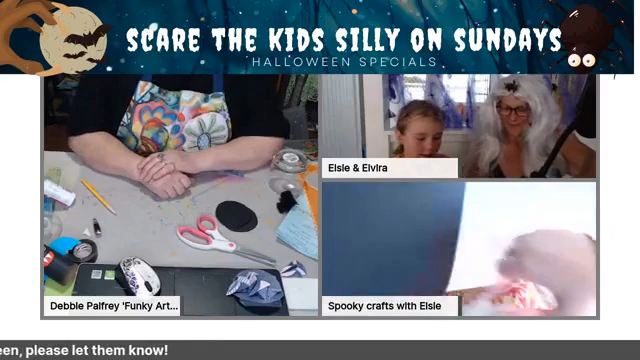 SCARE THE KIDS SILLY ON SUNDAYS
HALLOWEEN SPECIALS
Elsie & Elvira
Debbie Palfrey 'Funky Art...
Spooky crafts with Elsie
een, please let them know!